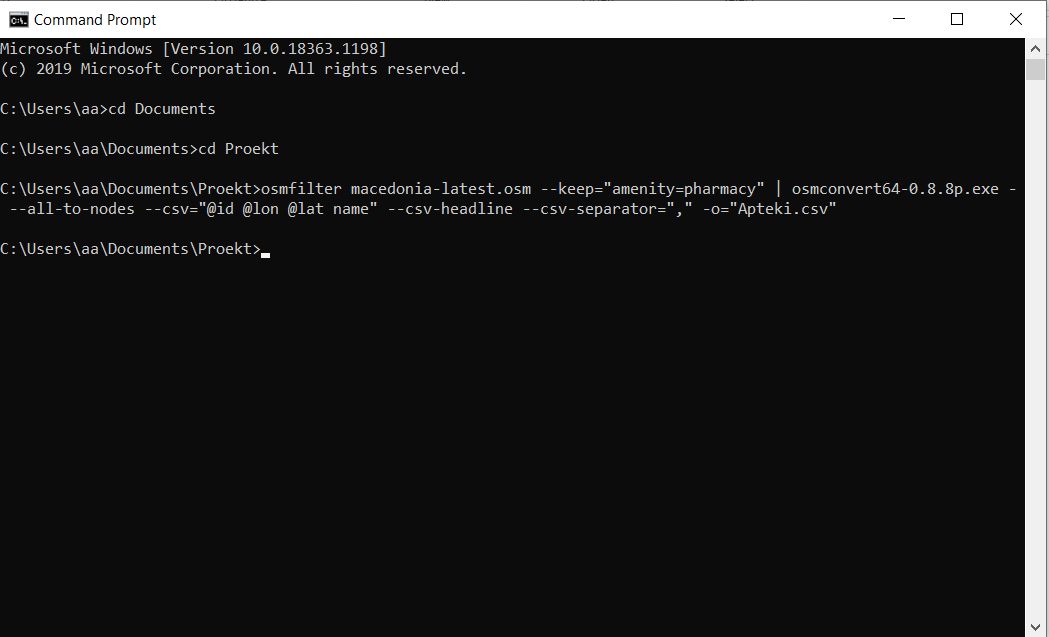 Command Prompt
Microsoft Windows [Version 10.0.18363.1198]
(c) 2019 Microsoft Corporation. All rights reserved.
C:\Users\aa>cd Documents
C:\Users\aa\Documents>cd Proekt
C:\Users\aa\Documents\Proekt>osmfilter macedonia-latest.osm --keep="amenity=pharmacy" | osmconvert64-0.8.8p.exe -
--all-to-nodes --csv="@id @lon @lat name" --csv-headline --csv-separator="," -o="Apteki.csv"
C:\Users\aa\Documents\Proekt>